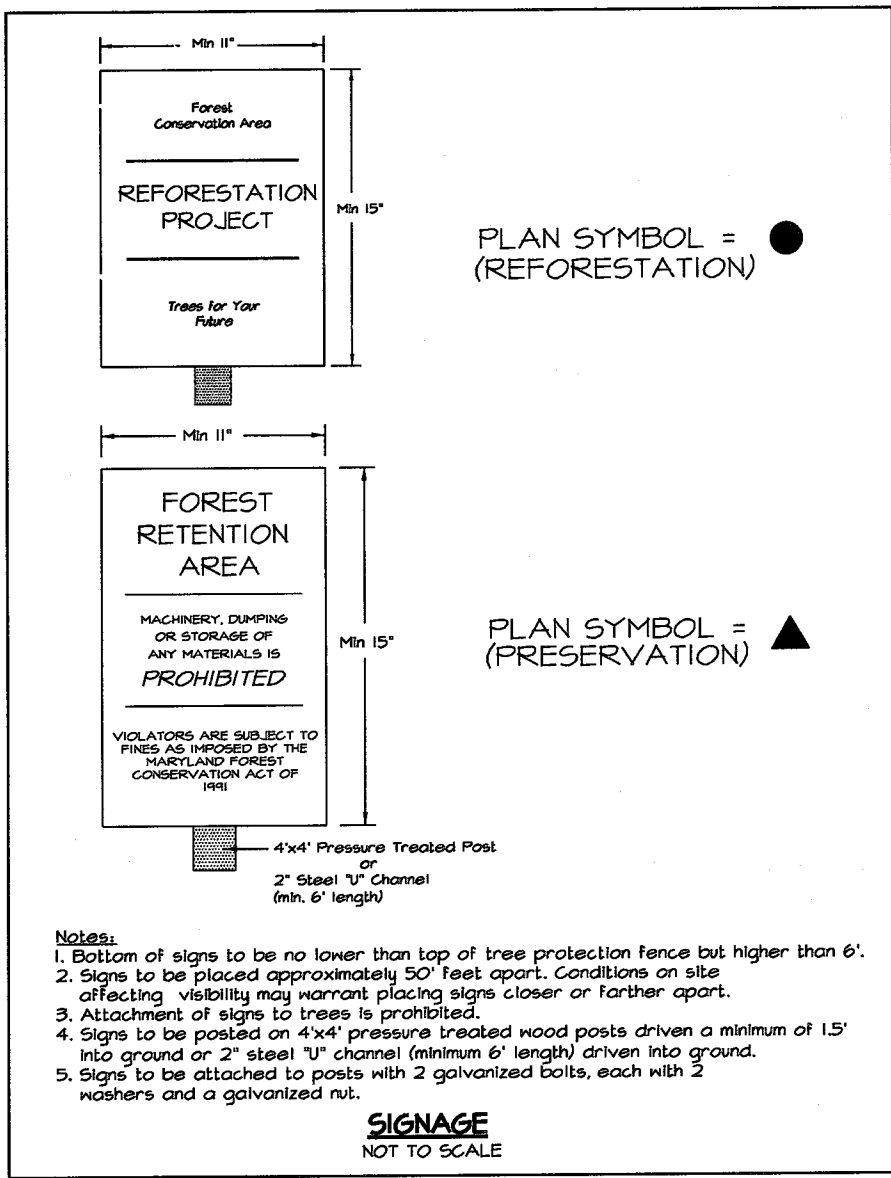 Min 11"
Forest
Conservation Area
REFORESTATION
PROJECT
Trees for Your
Future
Min 15"
PLAN SYMBOL =
(REFORESTATION)
Min 11"
FOREST
RETENTION
AREA
MACHINERY, DUMPING
OR STORAGE OF
ANY MATERIALS IS
PROHIBITED
VIOLATORS ARE SUBJECT TO
FINES AS IMPOSED BY THE
MARYLAND FOREST
CONSERVATION ACT OF
1991
Min 15"
PLAN SYMBOL =
(PRESERVATION)
4'x4' Pressure Treated Post
or
2" Steel "U" Channel
(min. 6' length)
Notes:
1. Bottom of signs to be no lower than top of tree protection fence but higher than 6'.
2. Signs to be placed approximately 50' feet apart. Conditions on site
affecting visibility may warrant placing signs closer or farther apart.
3. Attachment of signs to trees is prohibited.
4. Signs to be posted on 4'x4' pressure treated wood posts driven a minimum of 1.5'
into ground or 2" steel "U" channel (minimum 6' length) driven into ground.
5. Signs to be attached to posts with 2 galvanized bolts, each with 2
washers and a galvanized nut.
SIGNAGE
NOT TO SCALE